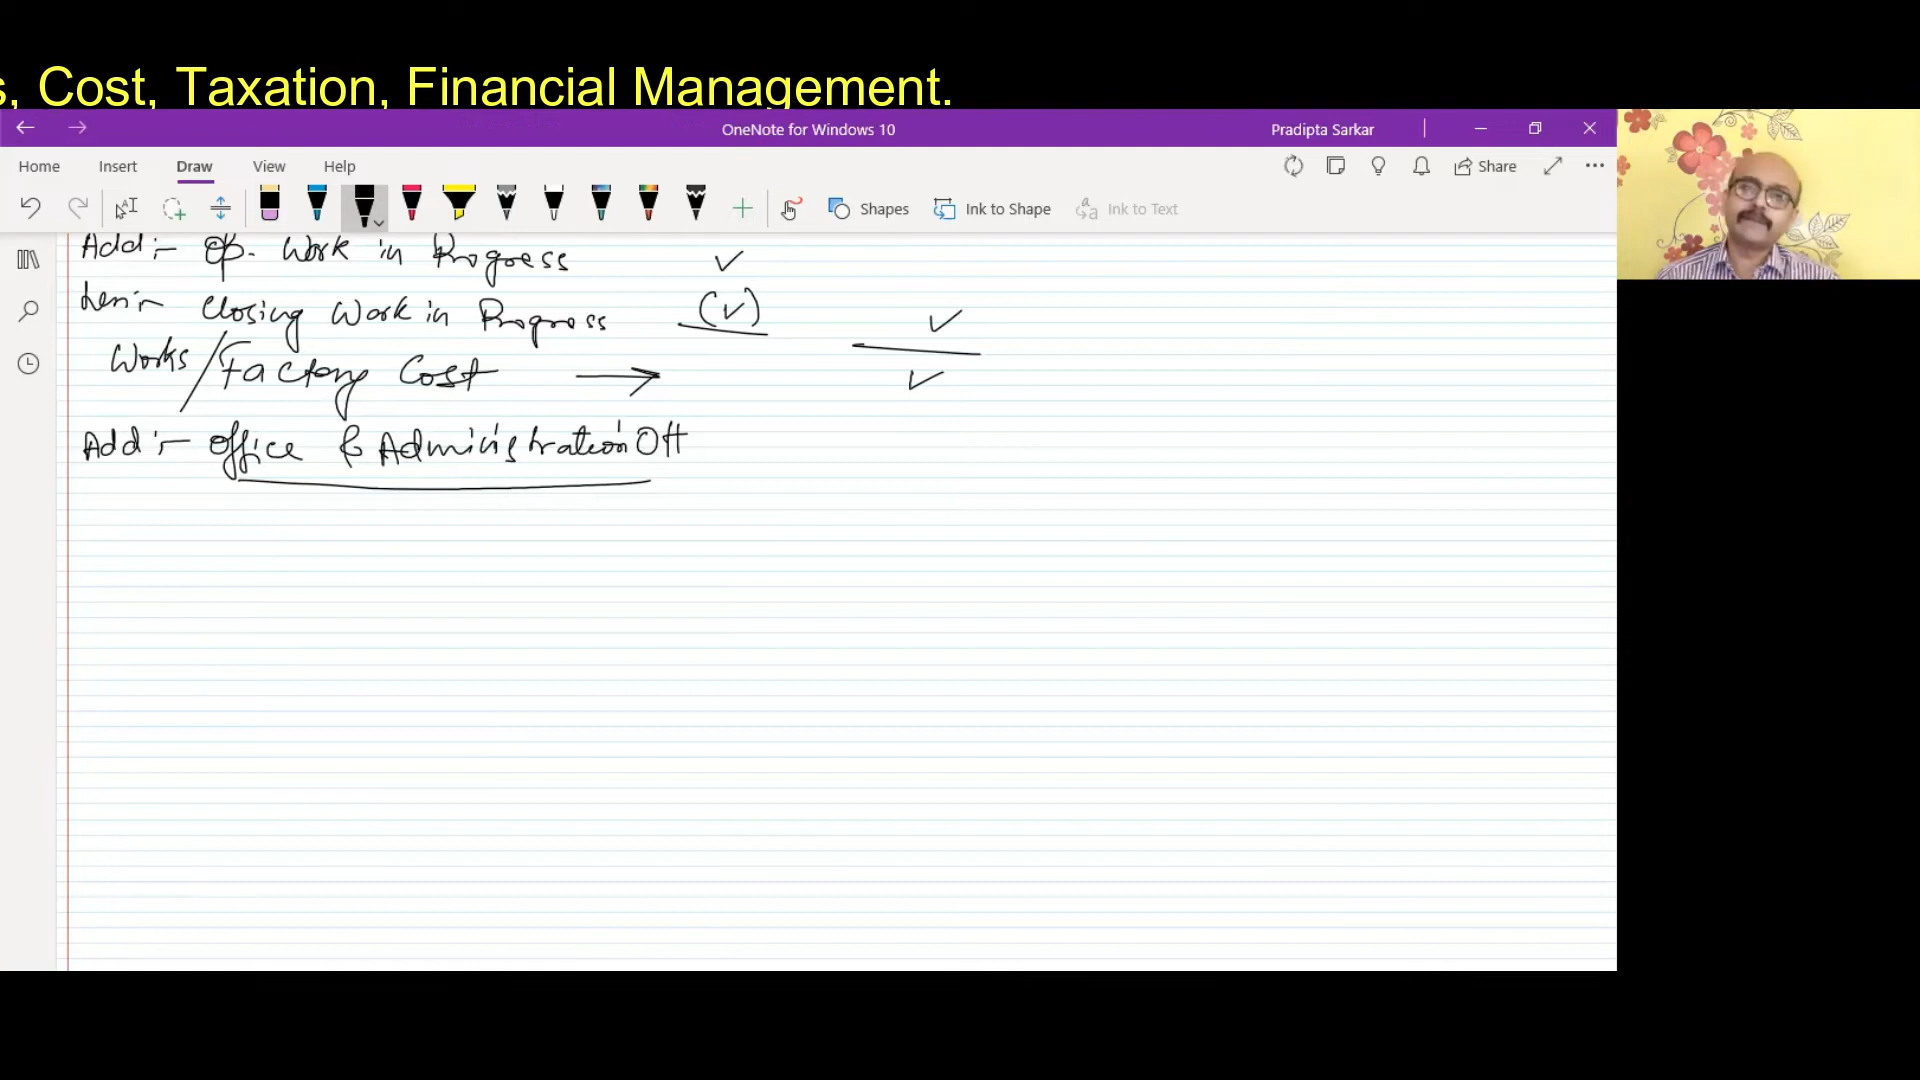 s, Cost, Taxation, Financial Management.
OneNote for Windows 10
Pradipta Sarkar
Home Insert Draw View Help
Share
Shapes Ink to Shape Ink to Text
Add :- Op. Work in Progress ✓
Less :- Closing Work in Progress (✓) ✓
Works/Factory Cost → ✓
Add :- Office & Administration OH